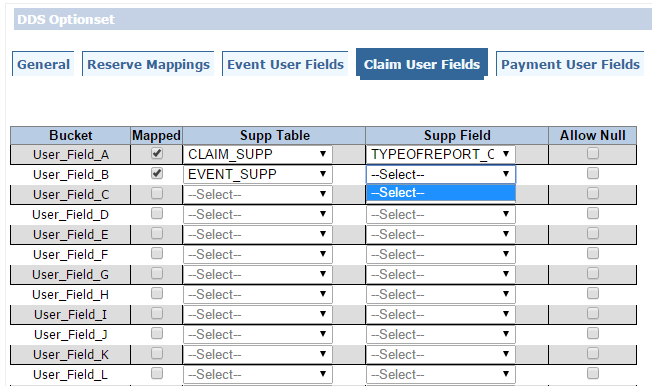 DDS Optionset
General Reserve Mappings Event User Fields Claim User Fields Payment User Fields
Bucket Mapped Supp Table Supp Field Allow Null
User_Field_A CLAIM_SUPP TYPEOFREPORT_C
User_Field_B EVENT_SUPP --Select--
User_Field_C --Select-- --Select--
User_Field_D --Select-- --Select--
User_Field_E --Select-- --Select--
User_Field_F --Select-- --Select--
User_Field_G --Select-- --Select--
User_Field_H --Select-- --Select--
User_Field_I --Select-- --Select--
User_Field_J --Select-- --Select--
User_Field_K --Select-- --Select--
User_Field_L --Select-- --Select--